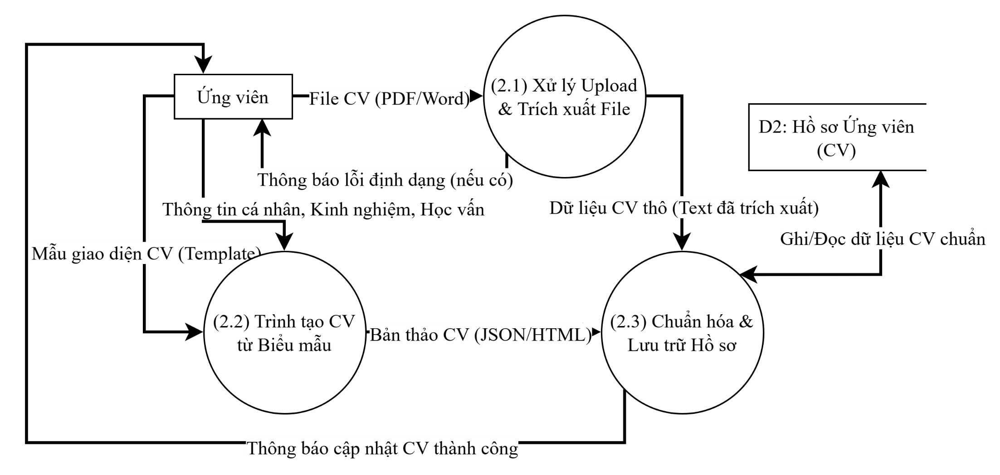 Ứng viên
File CV (PDF/Word)
(2.1) Xử lý Upload
& Trích xuất File
D2: Hồ sơ Ứng viên
(CV)
Thông báo lỗi định dạng (nếu có)
Thông tin cá nhân, Kinh nghiệm, Học vấn
Dữ liệu CV thô (Text đã trích xuất)
Ghi/Đọc dữ liệu CV chuẩn
Mẫu giao diện CV (Template)
(2.2) Trình tạo CV
từ Biểu mẫu
Bản thảo CV (JSON/HTML)
(2.3) Chuẩn hóa &
Lưu trữ Hồ sơ
Thông báo cập nhật CV thành công